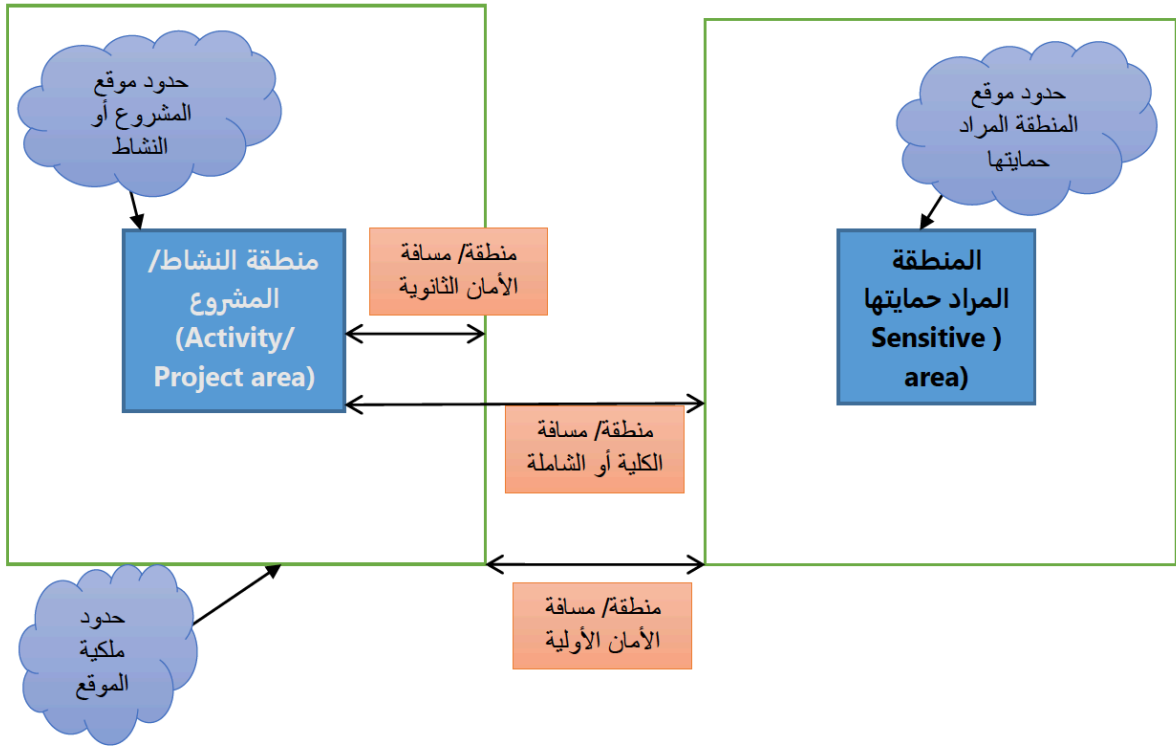 حدود موقع
المشروع أو
النشاط
حدود موقع
المنطقة المراد
حمايتها
منطقة النشاط/
المشروع
(Activity/
Project area)
منطقة/ مسافة
الأمان الثانوية
المنطقة
المراد حمايتها
Sensitive )
area)
منطقة/ مسافة
الكلية أو الشاملة
منطقة/ مسافة
الأمان الأولية
حدود
ملكية
الموقع